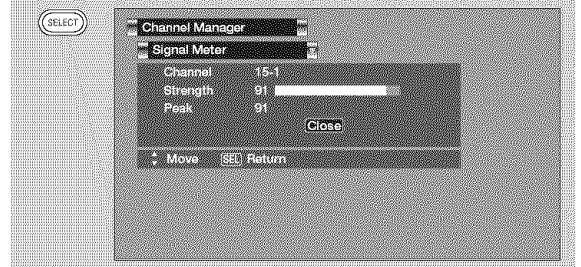 SELECT
Channel Manager
Signal Meter
Channel 15-1
Strength 91
Peak 91
Close
Move SEL Return